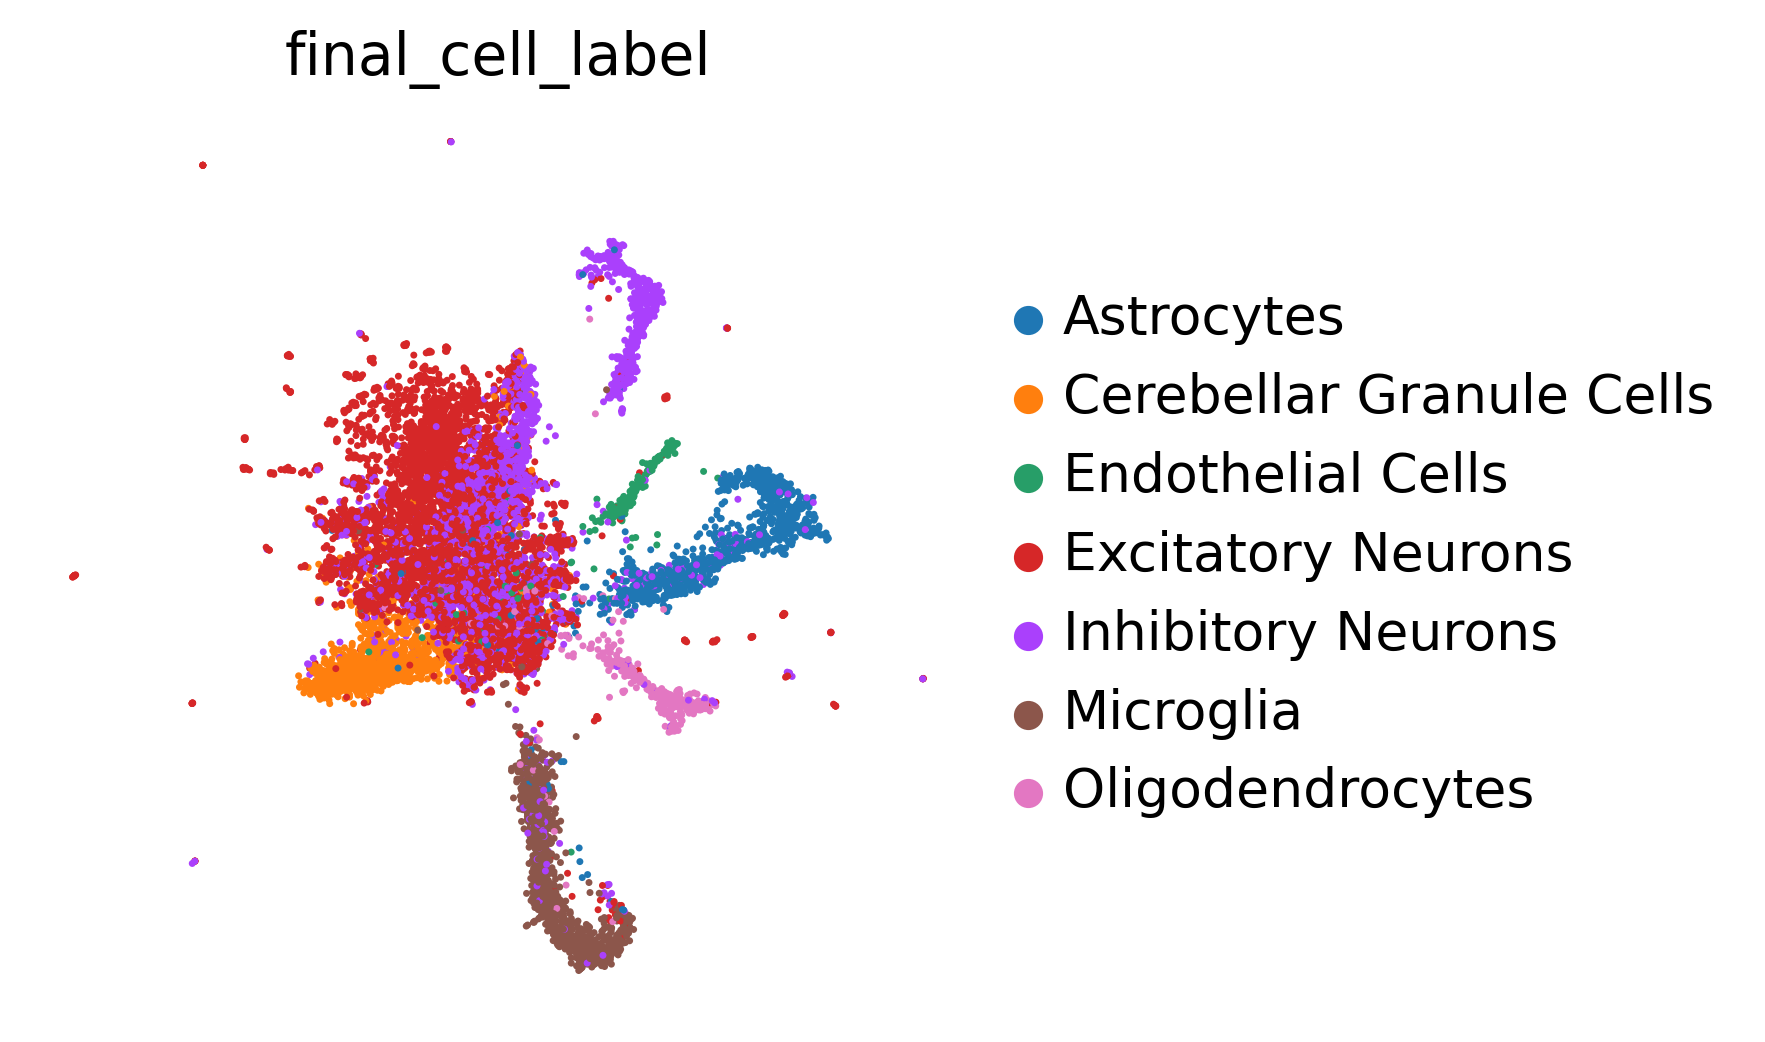 final_cell_label
Astrocytes
Cerebellar Granule Cells
Endothelial Cells
Excitatory Neurons
Inhibitory Neurons
Microglia
Oligodendrocytes